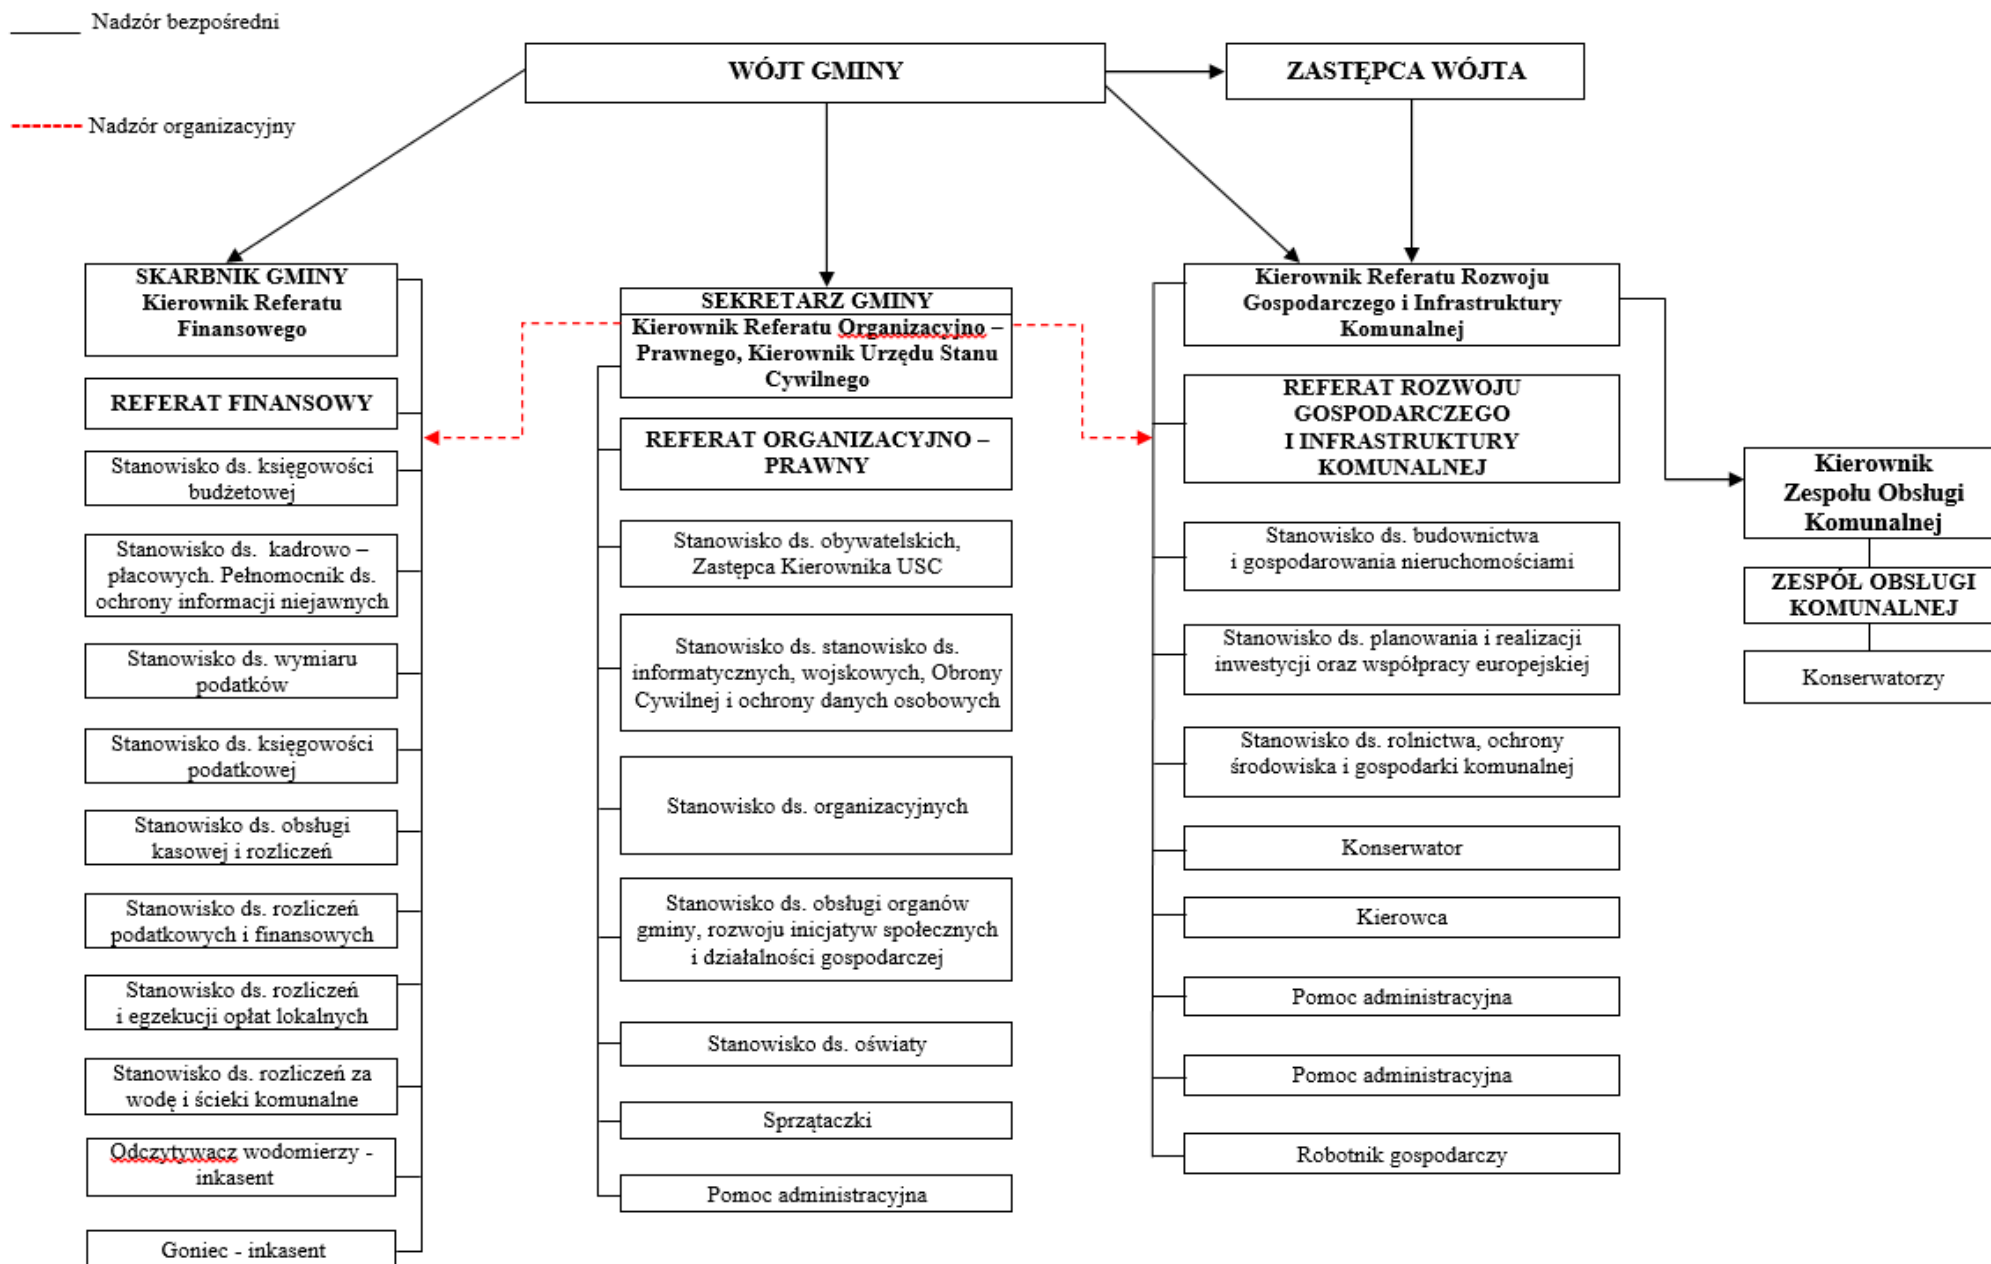 Nadzór bezpośredni
Nadzór organizacyjny
WÓJT GMINY
ZASTĘPCA WÓJTA
SKARBNIK GMINY
Kierownik Referatu
Finansowego
REFERAT FINANSOWY
Stanowisko ds. księgowości
budżetowej
Stanowisko ds. kadrowo –
płacowych. Pełnomocnik ds.
ochrony informacji niejawnych
Stanowisko ds. wymiaru
podatków
Stanowisko ds. księgowości
podatkowej
Stanowisko ds. obsługi
kasowej i rozliczeń
Stanowisko ds. rozliczeń
podatkowych i finansowych
Stanowisko ds. rozliczeń
i egzekucji opłat lokalnych
Stanowisko ds. rozliczeń za
wodę i ścieki komunalne
Odczytywacz wodomierzy -
inkasent
Goniec - inkasent
SEKRETARZ GMINY
Kierownik Referatu Organizacyjno –
Prawnego, Kierownik Urzędu Stanu
Cywilnego
REFERAT ORGANIZACYJNO –
PRAWNY
Stanowisko ds. obywatelskich,
Zastępca Kierownika USC
Stanowisko ds. stanowisko ds.
informatycznych, wojskowych, Obrony
Cywilnej i ochrony danych osobowych
Stanowisko ds. organizacyjnych
Stanowisko ds. obsługi organów
gminy, rozwoju inicjatyw społecznych
i działalności gospodarczej
Stanowisko ds. oświaty
Sprzątaczki
Pomoc administracyjna
Kierownik Referatu Rozwoju
Gospodarczego i Infrastruktury
Komunalnej
REFERAT ROZWOJU
GOSPODARCZEGO
I INFRASTRUKTURY
KOMUNALNEJ
Stanowisko ds. budownictwa
i gospodarowania nieruchomościami
Stanowisko ds. planowania i realizacji
inwestycji oraz współpracy europejskiej
Stanowisko ds. rolnictwa, ochrony
środowiska i gospodarki komunalnej
Konserwator
Kierowca
Pomoc administracyjna
Pomoc administracyjna
Robotnik gospodarczy
Kierownik
Zespołu Obsługi
Komunalnej
ZESPÓŁ OBSŁUGI
KOMUNALNEJ
Konserwatorzy